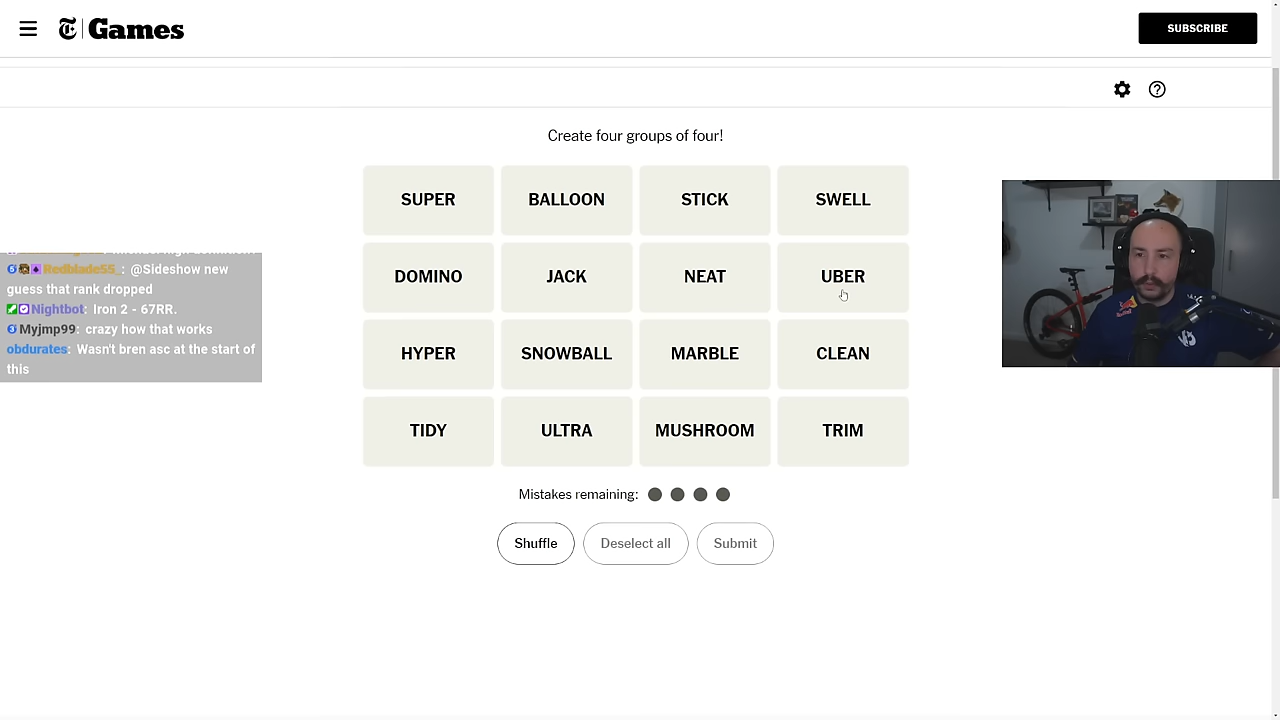 Games
SUBSCRIBE
Create four groups of four!
SUPER BALLOON STICK SWELL
DOMINO JACK NEAT UBER
HYPER SNOWBALL MARBLE CLEAN
TIDY ULTRA MUSHROOM TRIM
Mistakes remaining:
Shuffle Deselect all Submit
Redblade55_: @Sideshow new
guess that rank dropped
Nightbot: Iron 2 - 67RR.
Myjmp99: crazy how that works
obdurates: Wasn't bren asc at the start of
this